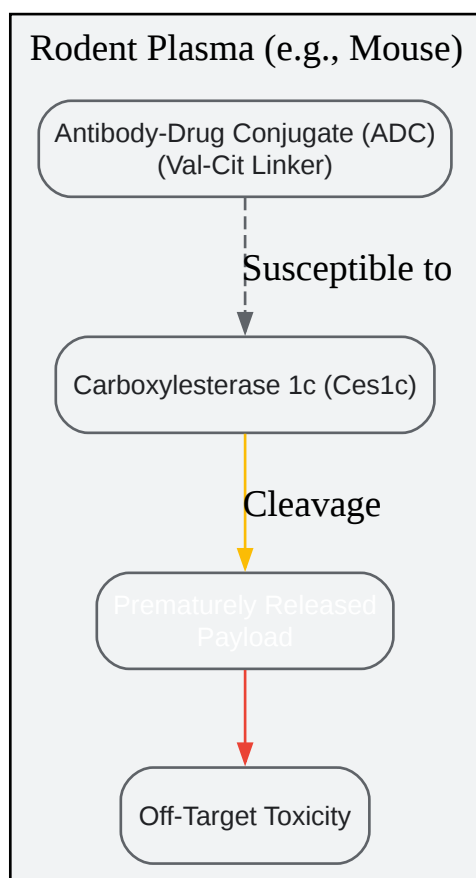 Rodent Plasma (e.g., Mouse)
Antibody-Drug Conjugate (ADC)
(Val-Cit Linker)
Susceptible to
Carboxylesterase 1c (Ces1c)
Cleavage
Prematurely Released
Payload
Off-Target Toxicity